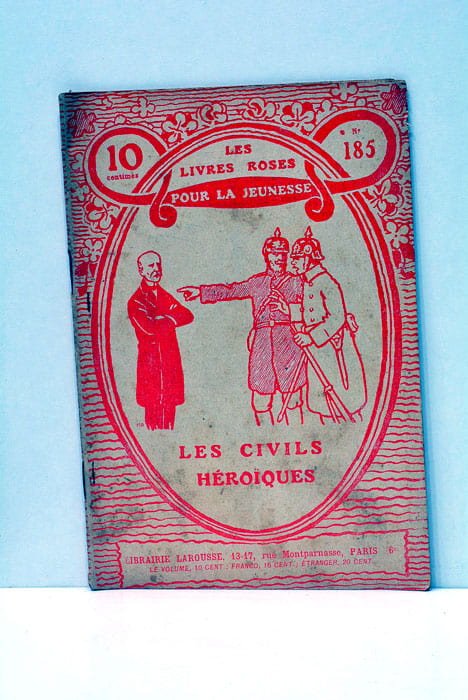 10
centimes
LES
LIVRES ROSES
POUR LA JEUNESSE
N°
185
LES CIVILS
HÉROÏQUES
LIBRAIRIE LAROUSSE, 13-17, rue Montparnasse, PARIS 6e
LE VOLUME, 10 CENT.; FRANCO, 15 CENT.; ÉTRANGER, 20 CENT.